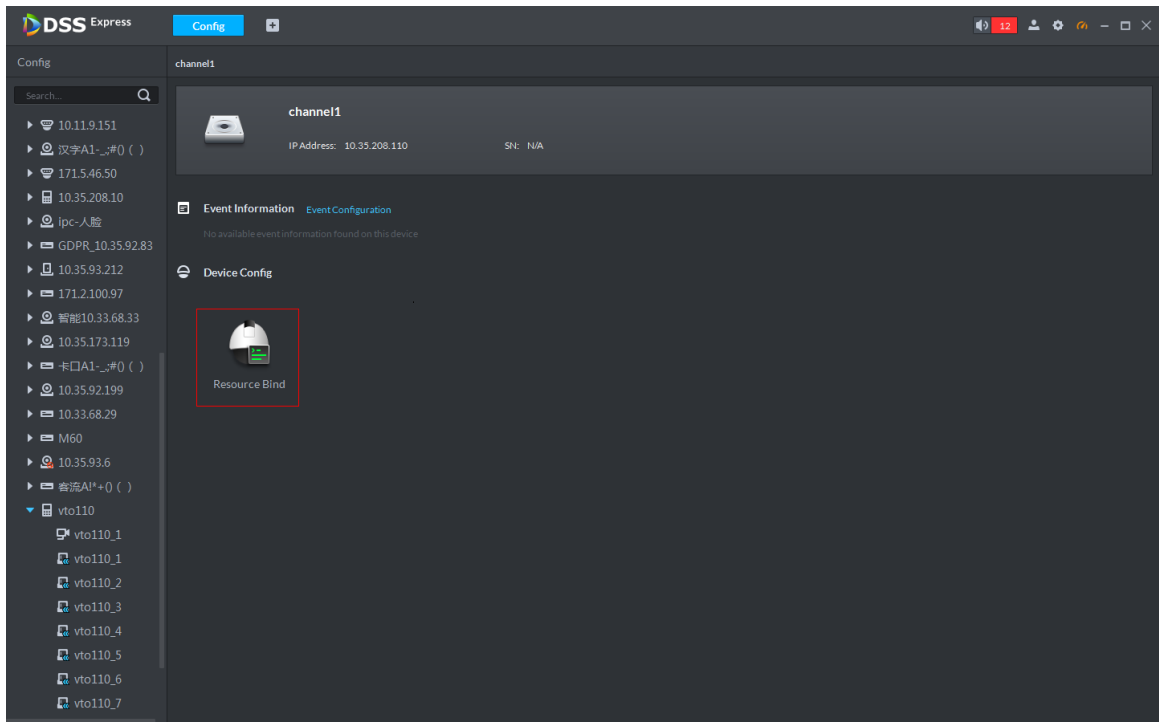 DSS Express
Config
12
Config
channel1
Search...
10.11.9.151
汉字A1-_.;#() ( )
171.5.46.50
10.35.208.10
ipc-人脸
GDPR_10.35.92.83
10.35.93.212
171.2.100.97
智能10.33.68.33
10.35.173.119
卡口A1-_.;#() ( )
10.35.92.199
10.33.68.29
M60
10.35.93.6
客流A!*+() ( )
vto110
vto110_1
vto110_1
vto110_2
vto110_3
vto110_4
vto110_5
vto110_6
vto110_7
channel1
IP Address: 10.35.208.110 SN: N/A
Event Information Event Configuration
No available event information found on this device
Device Config
Resource Bind